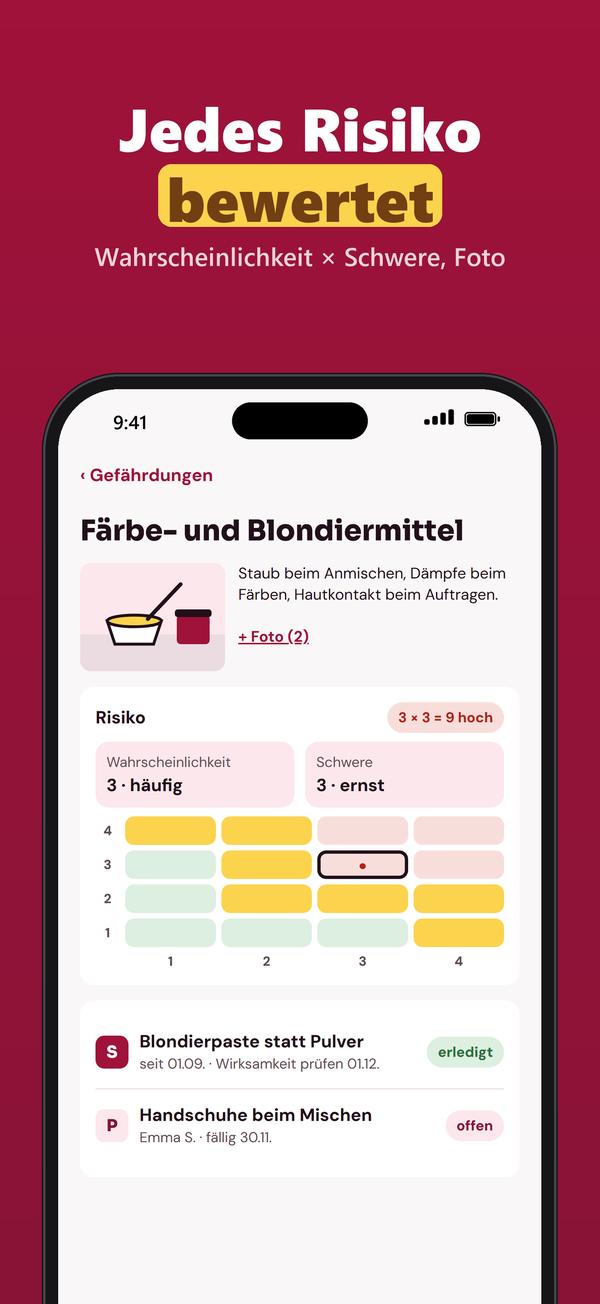 Jedes Risiko
bewertet
Wahrscheinlichkeit × Schwere, Foto
9:41
‹ Gefährdungen
Färbe- und Blondiermittel
Staub beim Anmischen, Dämpfe beim
Färben, Hautkontakt beim Auftragen.
+ Foto (2)
Risiko
3 × 3 = 9 hoch
Wahrscheinlichkeit
3 · häufig
Schwere
3 · ernst
4
3
2
1
1 2 3 4
S
Blondierpaste statt Pulver
seit 01.09. · Wirksamkeit prüfen 01.12.
erledigt
P
Handschuhe beim Mischen
Emma S. · fällig 30.11.
offen